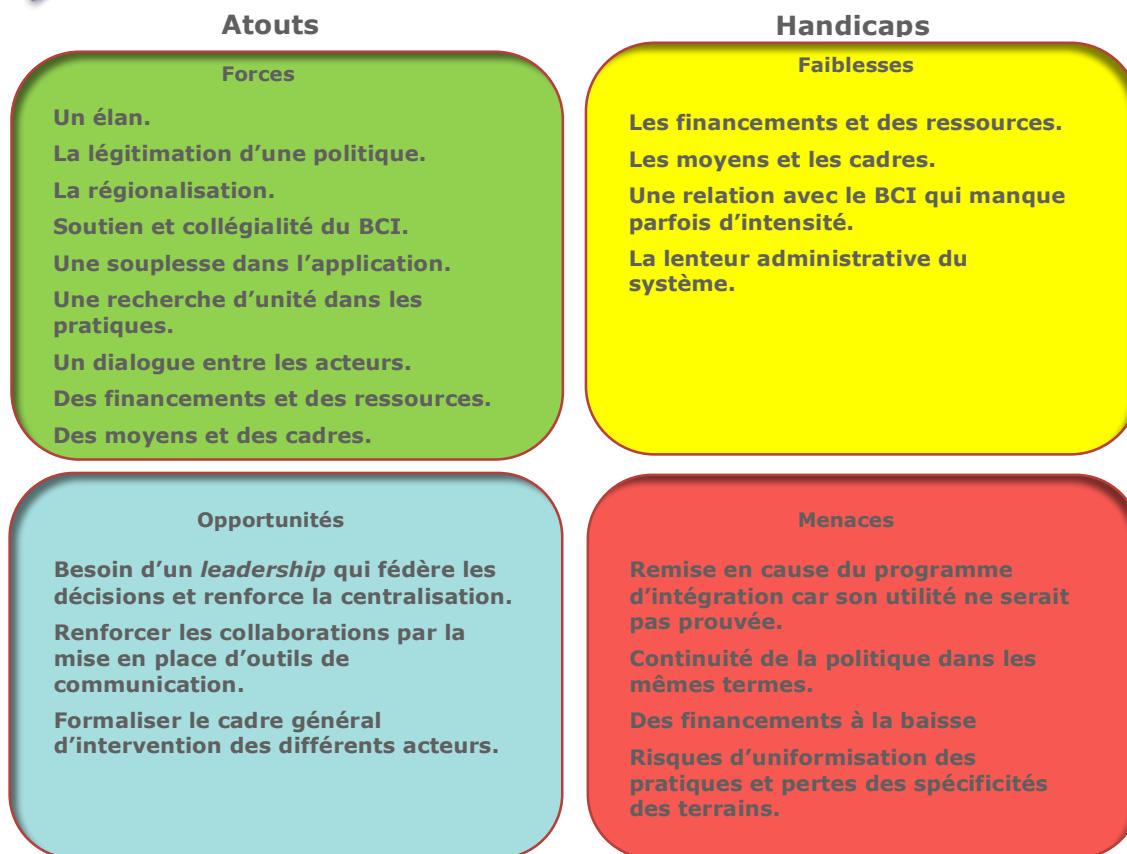 Atouts
Forces
Un élan.
La légitimation d’une politique.
La régionalisation.
Soutien et collégialité du BCI.
Une souplesse dans l’application.
Une recherche d’unité dans les
pratiques.
Un dialogue entre les acteurs.
Des financements et des ressources.
Des moyens et des cadres.
Handicaps
Faiblesses
Les financements et des ressources.
Les moyens et les cadres.
Une relation avec le BCI qui manque
parfois d’intensité.
La lenteur administrative du
système.
Opportunités
Besoin d’un leadership qui fédère les
décisions et renforce la centralisation.
Renforcer les collaborations par la
mise en place d’outils de
communication.
Formaliser le cadre général
d’intervention des différents acteurs.
Menaces
Remise en cause du programme
d’intégration car son utilité ne serait
pas prouvée.
Continuité de la politique dans les
mêmes termes.
Des financements à la baisse
Risques d’uniformisation des
pratiques et pertes des spécificités
des terrains.